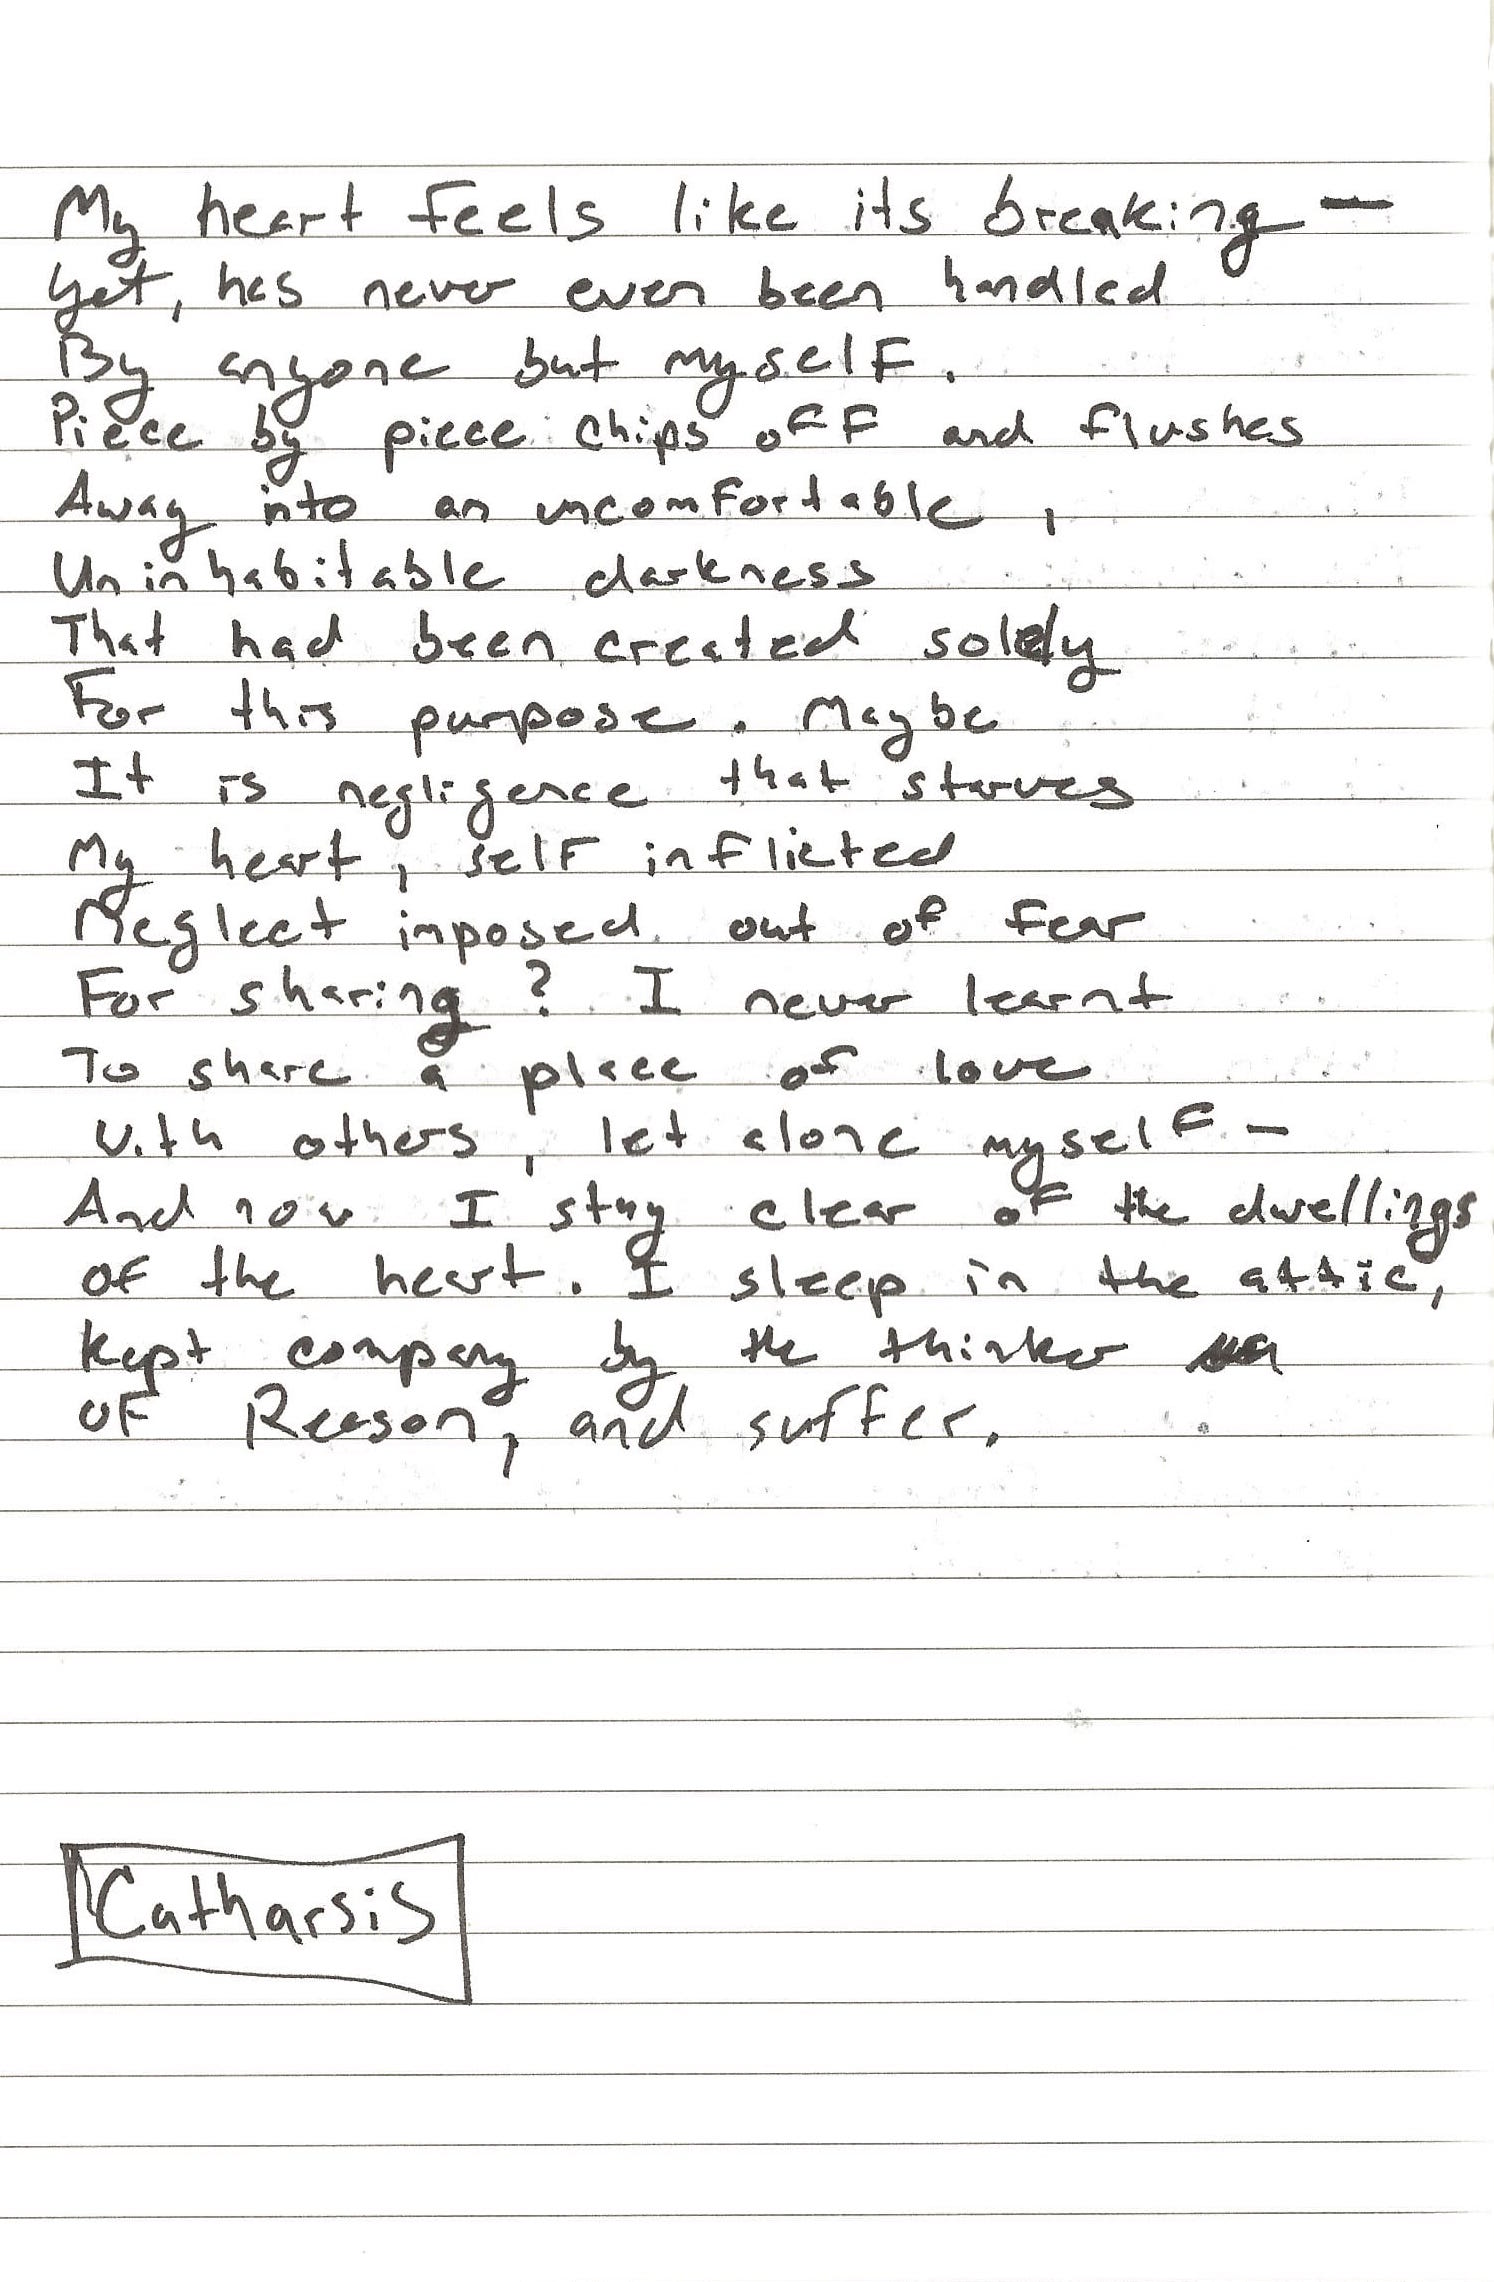 My heart feels like its breaking —
Yet, has never even been handled
By anyone but myself.
Piece by piece chips off and flushes
Away into an uncomfortable,
Uninhabitable darkness
That had been created solely
For this purpose. Maybe
It is negligence that starves
My heart, self inflicted
Neglect imposed out of fear
For sharing? I never learnt
To share a place of love
With others, let alone myself —
And now I stay clear of the dwellings
of the heart. I sleep in the attic,
Kept company by the thinker
of Reason, and suffer.
Catharsis